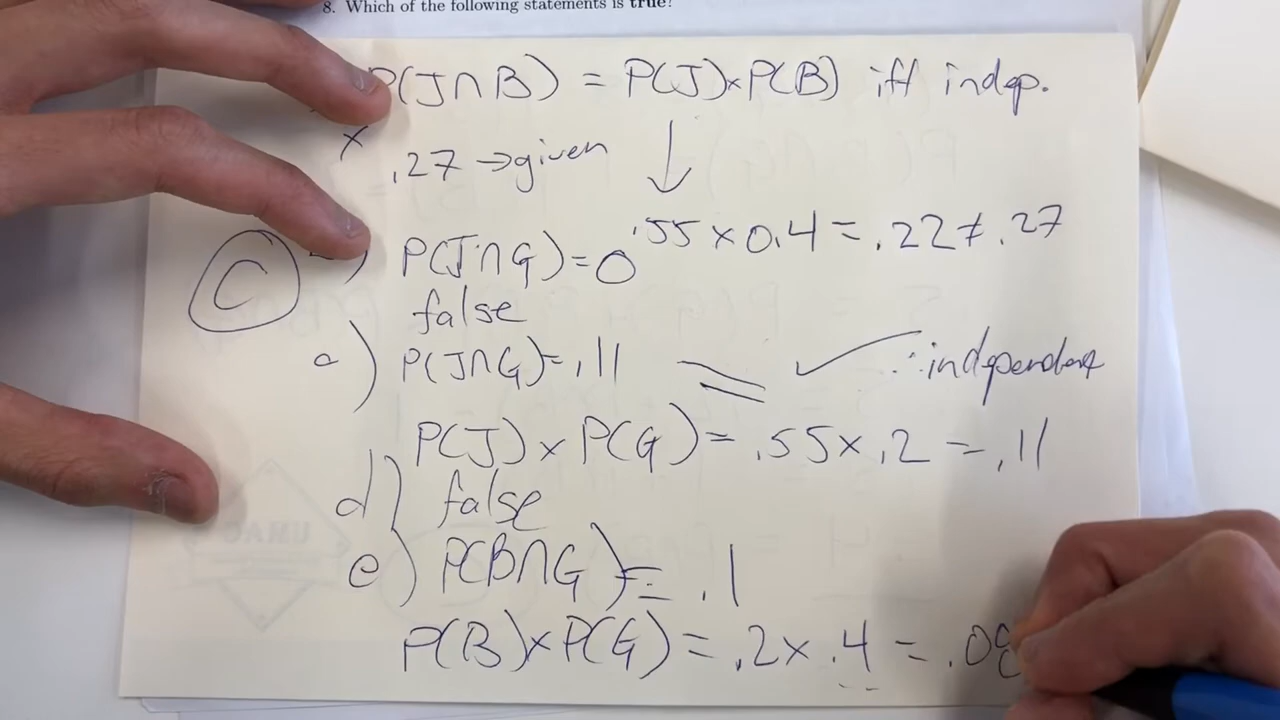 8. Which of the following statements is true?
P(J∩B) = P(J)×P(B) iff indep.
× .27 →given ↓
.55 × 0.4 = .22 ≠ .27
C ) P(J∩G)=0
false
c) P(J∩G)=.11 ✓ ∴independent
P(J) × P(G) = .55×.2 = .11
d) false
e) P(B∩G) = .1
P(B)×P(G) = .2× .4 = .08